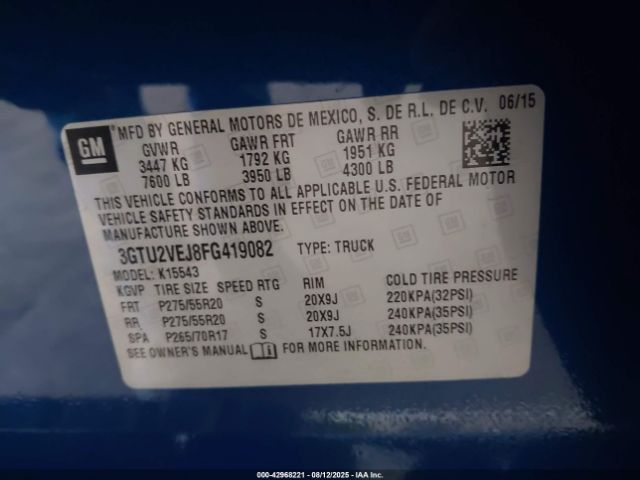 GM
MFD BY GENERAL MOTORS DE MEXICO, S. DE R.L. DE C.V. 06/15
GVWR GAWR FRT GAWR RR
3447 KG 1792 KG 1951 KG
7600 LB 3950 LB 4300 LB
THIS VEHICLE CONFORMS TO ALL APPLICABLE U.S. FEDERAL MOTOR
VEHICLE SAFETY STANDARDS IN EFFECT ON THE DATE OF
MANUFACTURE SHOWN ABOVE.
3GTU2VEJ8FG419082 TYPE: TRUCK
MODEL: K15543
KGVP TIRE SIZE SPEED RTG RIM COLD TIRE PRESSURE
FRT P275/55R20 S 20X9J 220KPA(32PSI)
RR P275/55R20 S 20X9J 240KPA(35PSI)
SPA P265/70R17 S 17X7.5J 240KPA(35PSI)
SEE OWNER'S MANUAL FOR MORE INFORMATION.
000-42968221 - 08/12/2025 - IAAI.COM